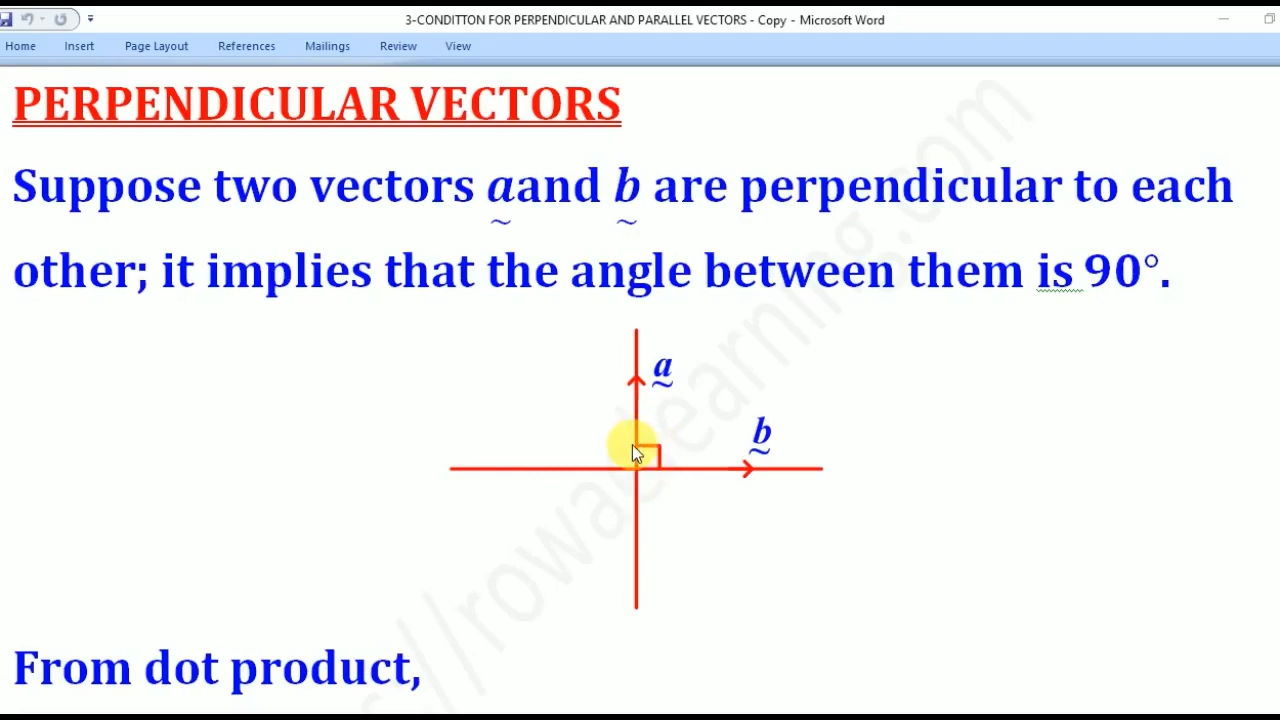 3-CONDITTON FOR PERPENDICULAR AND PARALLEL VECTORS - Copy - Microsoft Word
Home Insert Page Layout References Mailings Review View
PERPENDICULAR VECTORS
Suppose two vectors a and b are perpendicular to each
other; it implies that the angle between them is 90°.
a
b
From dot product,
://rowaelearning.com